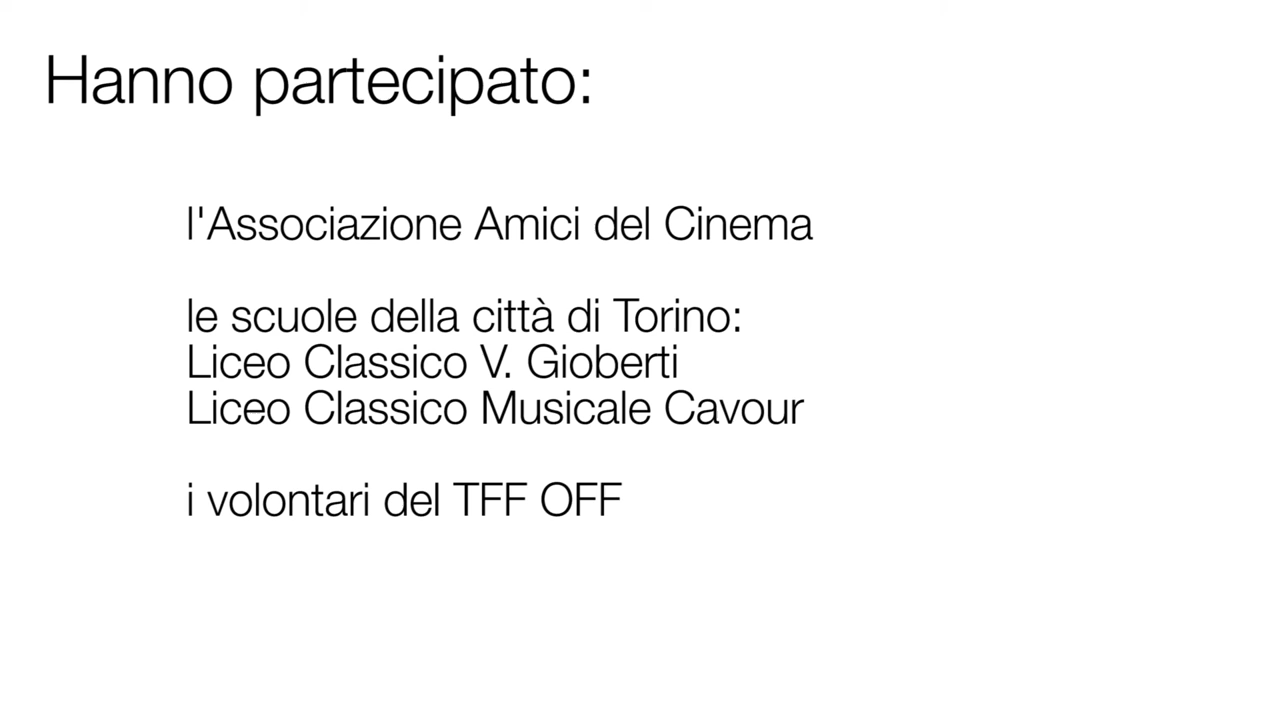 Hanno partecipato:
l'Associazione Amici del Cinema
le scuole della città di Torino:
Liceo Classico V. Gioberti
Liceo Classico Musicale Cavour
i volontari del TFF OFF